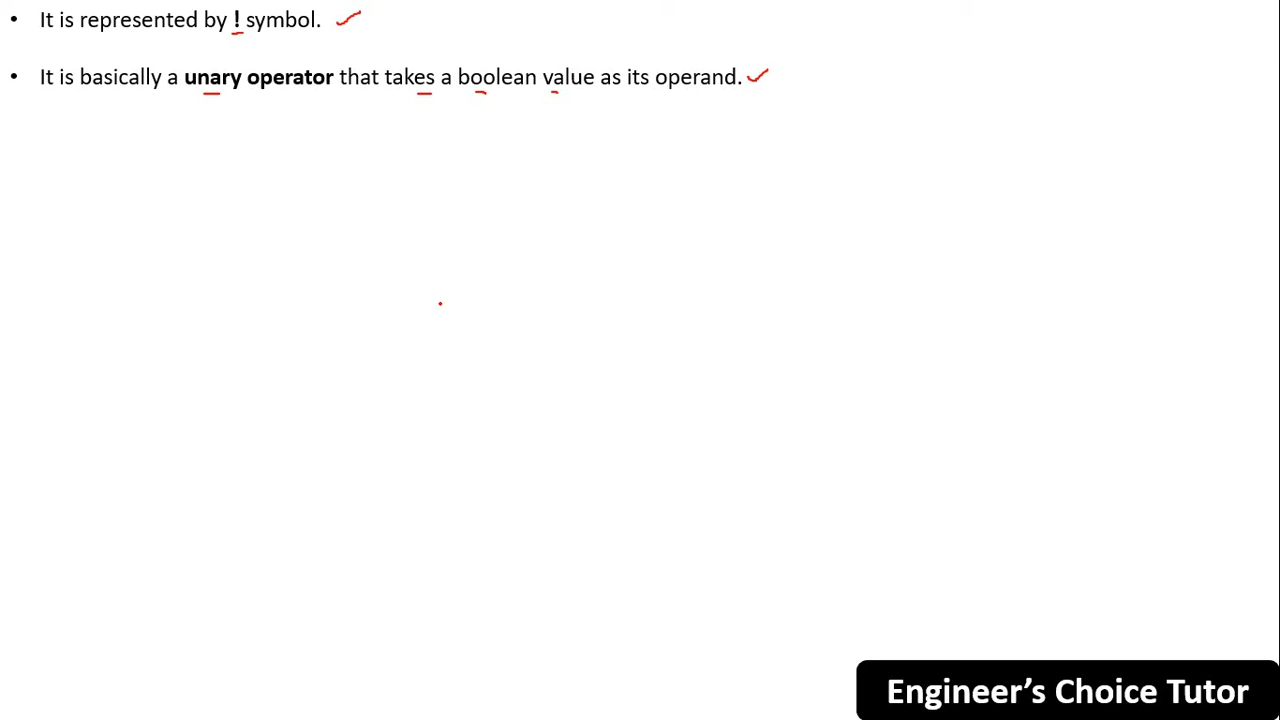 • It is represented by ! symbol.
• It is basically a unary operator that takes a boolean value as its operand.
Engineer’s Choice Tutor